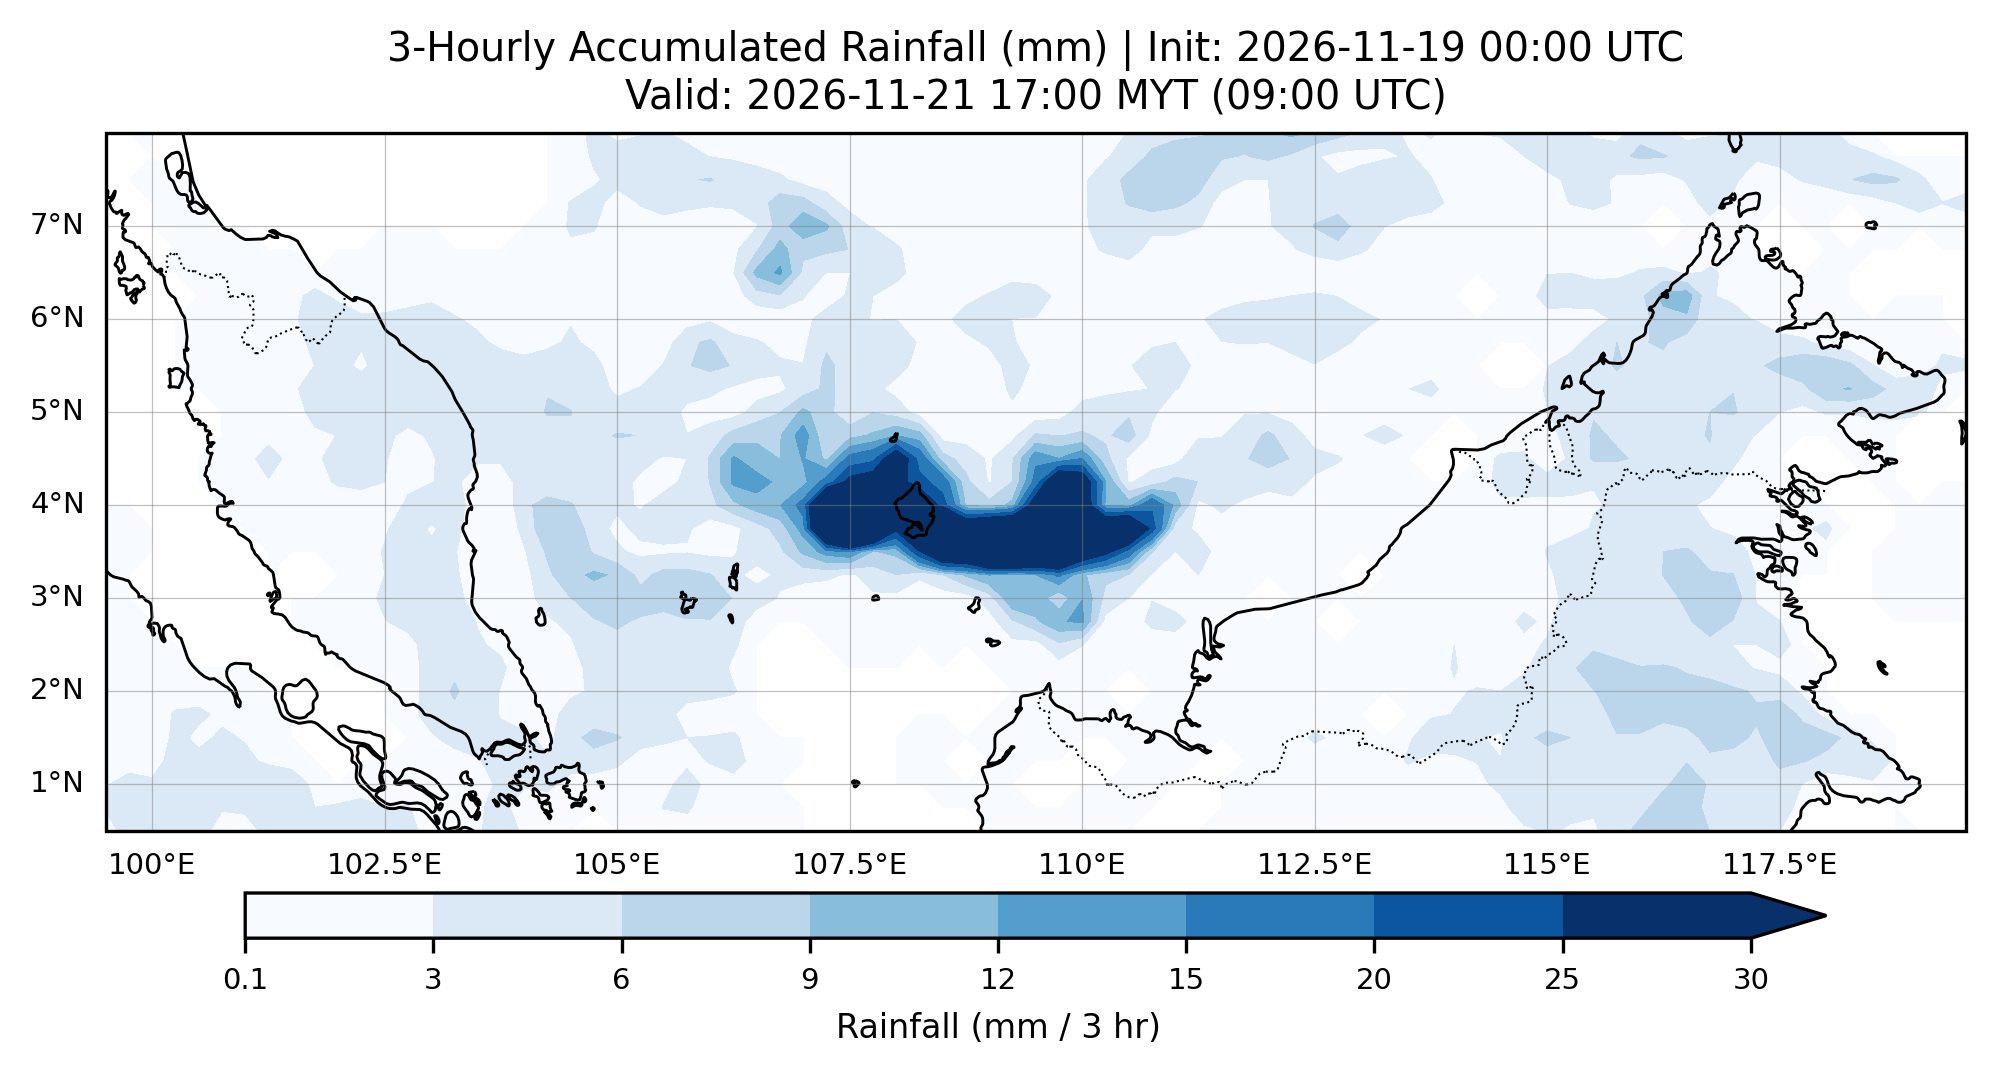 3-Hourly Accumulated Rainfall (mm) | Init: 2026-11-19 00:00 UTC
Valid: 2026-11-21 17:00 MYT (09:00 UTC)
7°N
6°N
5°N
4°N
3°N
2°N
1°N
100°E 102.5°E 105°E 107.5°E 110°E 112.5°E 115°E 117.5°E
0.1 3 6 9 12 15 20 25 30
Rainfall (mm / 3 hr)